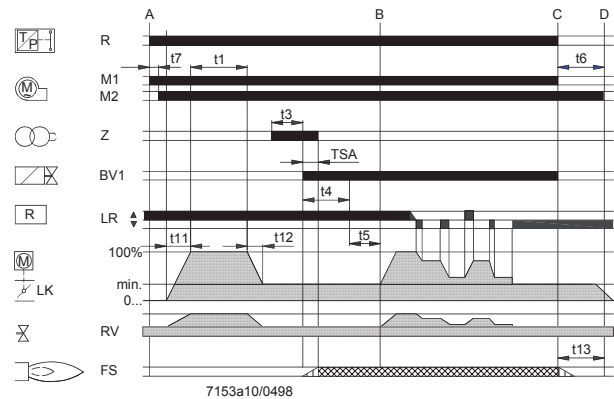 A B C D
T P R
t7 t1 t6
M M1
M2
t3
Z
TSA
BV1
t4
R LR
t11 t12 t5
100%
M
LK min.
0...
RV
t13
FS
7153a10/0498